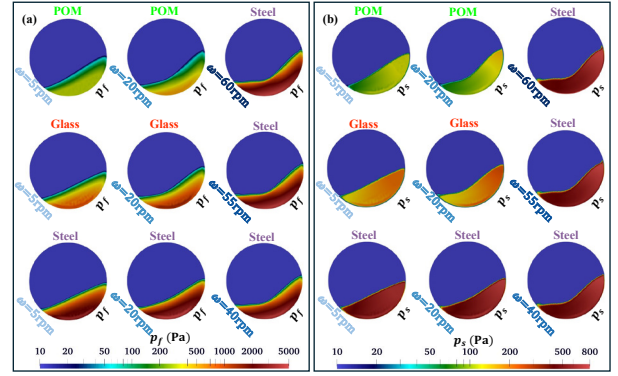 (a)
POM POM Steel
ω=5rpm p_f ω=20rpm p_f ω=60rpm p_f
Glass Glass Steel
ω=5rpm p_f ω=20rpm p_f ω=55rpm p_f
Steel Steel Steel
ω=5rpm p_f ω=20rpm p_f ω=40rpm p_f
p_f (Pa)
10 20 50 100 200 500 1000 2000 5000
(b)
POM POM Steel
ω=5rpm p_s ω=20rpm p_s ω=60rpm p_s
Glass Glass Steel
ω=5rpm p_s ω=20rpm p_s ω=55rpm p_s
Steel Steel Steel
ω=5rpm p_s ω=20rpm p_s ω=40rpm p_s
p_s (Pa)
10 20 50 100 200 500 800